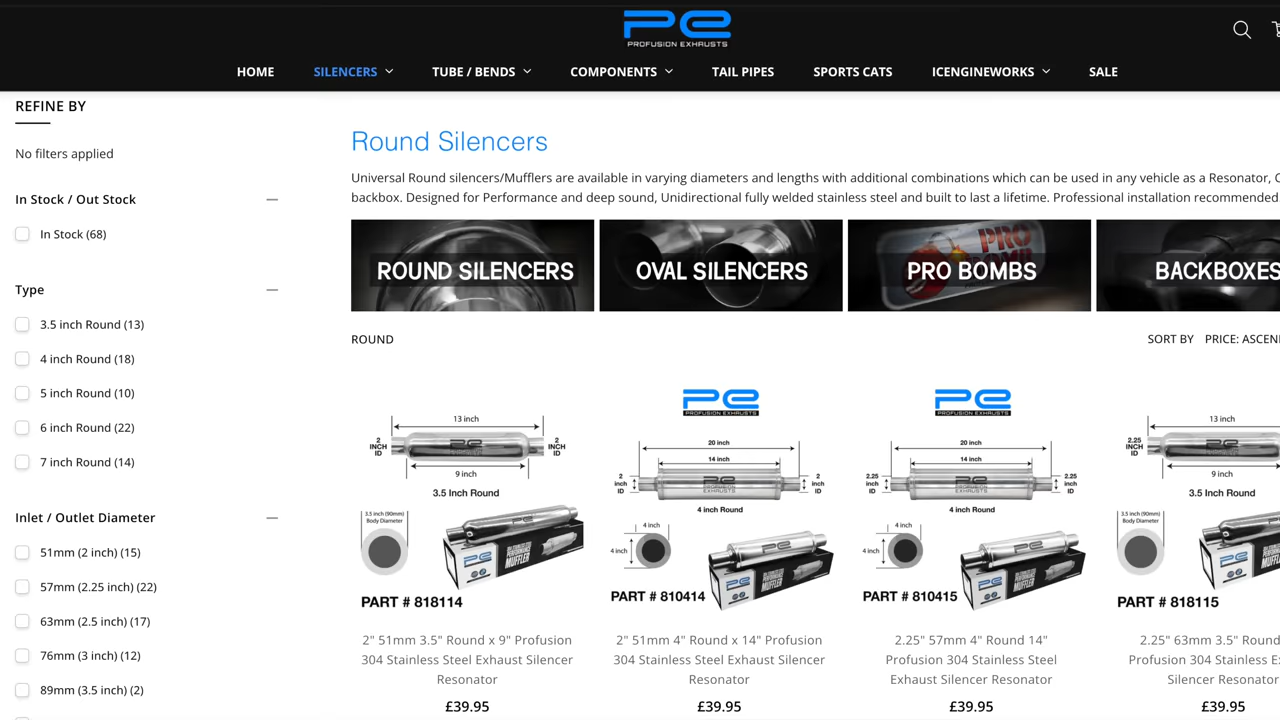 PE
PROFUSION EXHAUSTS
HOME SILENCERS TUBE / BENDS COMPONENTS TAIL PIPES SPORTS CATS ICENGINEWORKS SALE
REFINE BY
No filters applied
In Stock / Out Stock
In Stock (68)
Type
3.5 inch Round (13)
4 inch Round (18)
5 inch Round (10)
6 inch Round (22)
7 inch Round (14)
Inlet / Outlet Diameter
51mm (2 inch) (15)
57mm (2.25 inch) (22)
63mm (2.5 inch) (17)
76mm (3 inch) (12)
89mm (3.5 inch) (2)
Round Silencers
Universal Round silencers/Mufflers are available in varying diameters and lengths with additional combinations which can be used in any vehicle as a Resonator, C
backbox. Designed for Performance and deep sound, Unidirectional fully welded stainless steel and built to last a lifetime. Professional installation recommended.
ROUND SILENCERS OVAL SILENCERS PRO BOMBS BACKBOXES
ROUND SORT BY PRICE: ASCEN
13 inch
2 INCH ID
2 INCH ID
9 inch
3.5 Inch Round
3.5 inch (90mm)
Body Diameter
PART # 818114
2" 51mm 3.5" Round x 9" Profusion
304 Stainless Steel Exhaust Silencer
Resonator
£39.95
PE
PROFUSION EXHAUSTS
20 inch
14 inch
2 inch ID
2 inch ID
4 inch Round
4 inch
4 inch
PART # 810414
2" 51mm 4" Round x 14" Profusion
304 Stainless Steel Exhaust Silencer
Resonator
£39.95
PE
PROFUSION EXHAUSTS
20 inch
14 inch
2.25 inch ID
2.25 inch ID
4 inch Round
4 inch
4 inch
PART # 810415
2.25" 57mm 4" Round 14"
Profusion 304 Stainless Steel
Exhaust Silencer Resonator
£39.95
13 inch
2.25 INCH ID
9 inch
3.5 Inch Round
3.5 inch (90mm)
Body Diameter
PART # 818115
2.25" 63mm 3.5" Round
Profusion 304 Stainless S
Silencer Resonator
£39.95